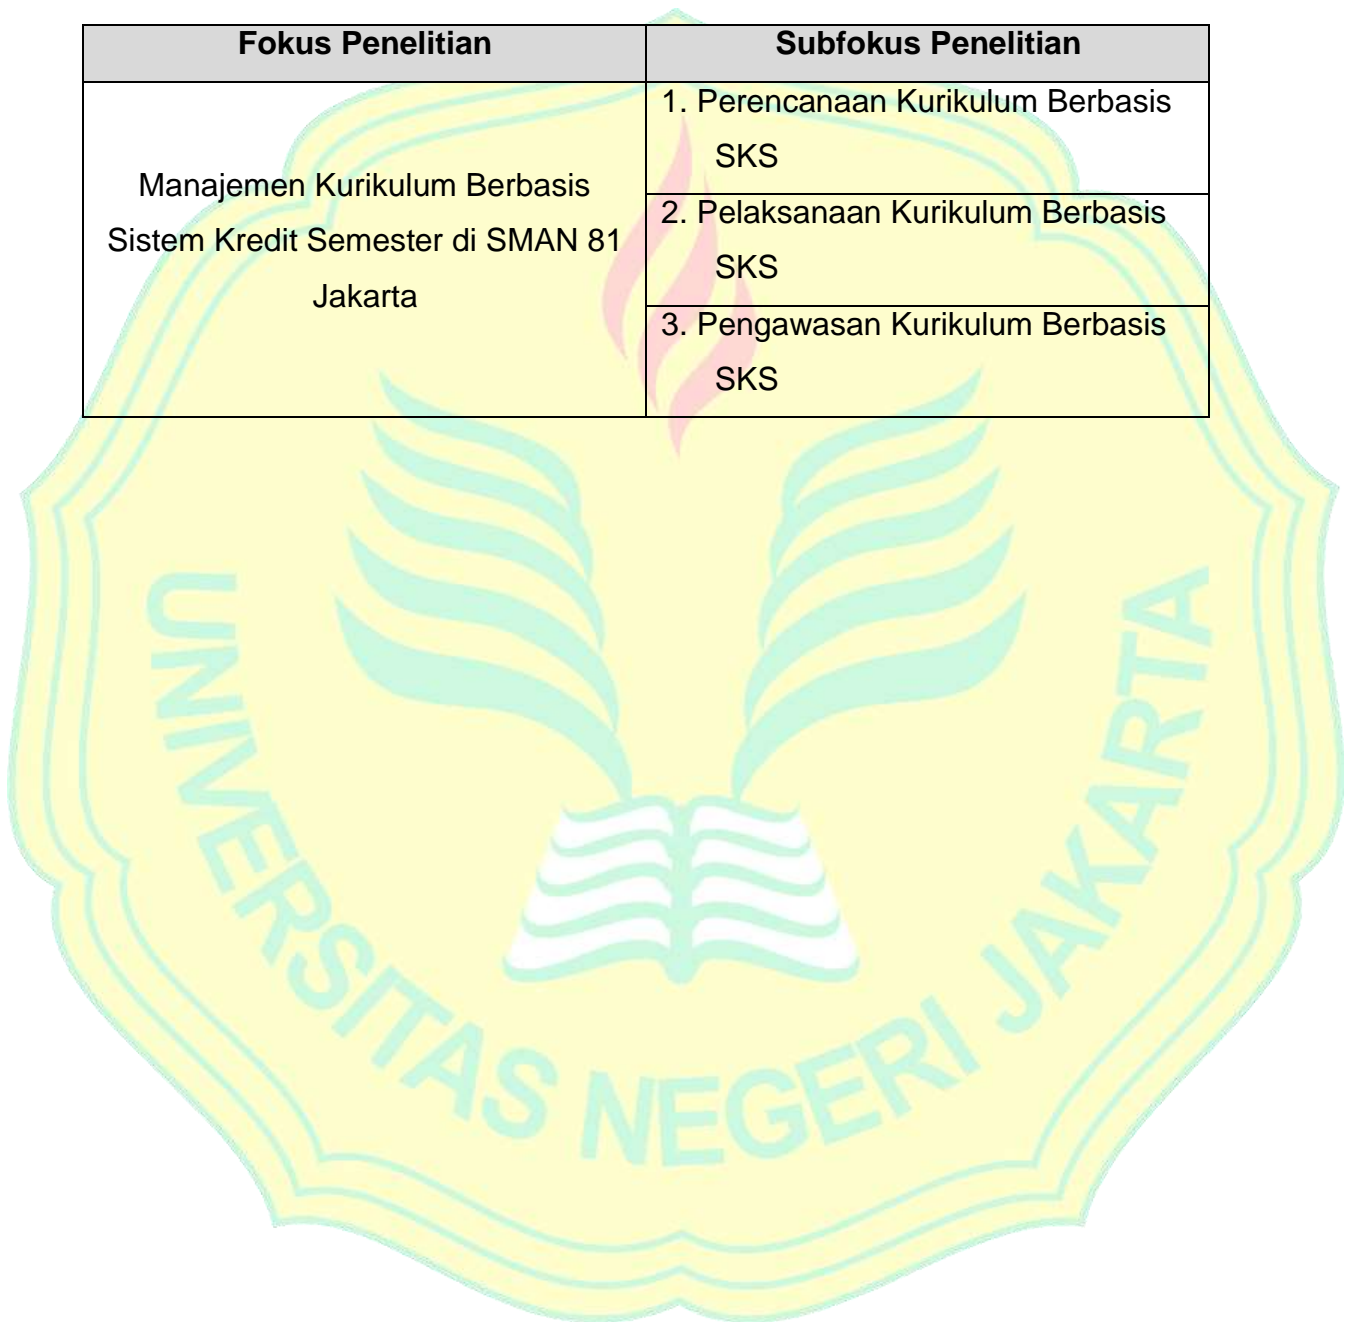 Fokus Penelitian
Subfokus Penelitian
Manajemen Kurikulum Berbasis
Sistem Kredit Semester di SMAN 81
Jakarta
1. Perencanaan Kurikulum Berbasis
SKS
2. Pelaksanaan Kurikulum Berbasis
SKS
3. Pengawasan Kurikulum Berbasis
SKS
UNIVERSITAS NEGERI JAKARTA